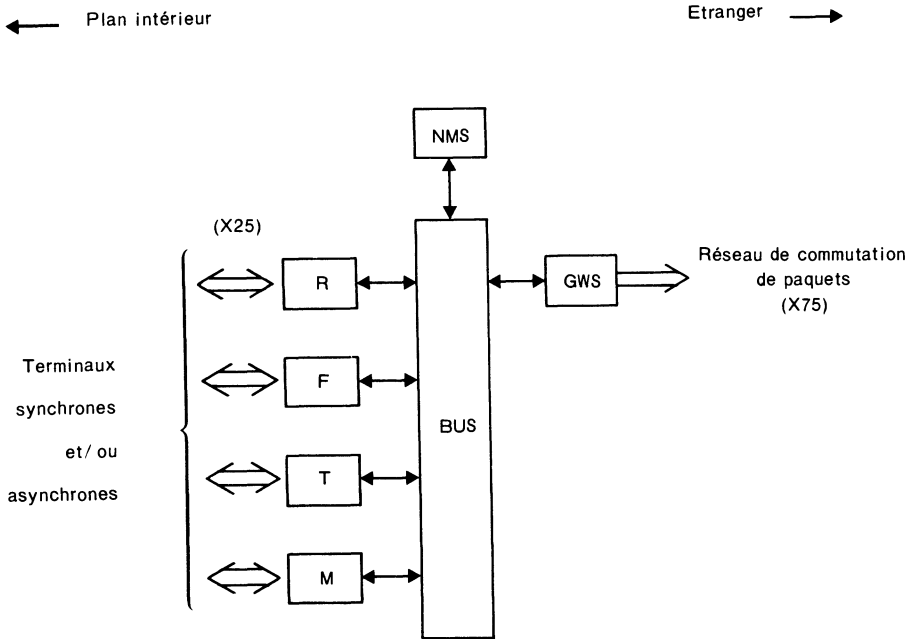 Plan intérieur
Etranger
NMS
(X25)
R
GWS
Réseau de commutation
de paquets
(X75)
Terminaux
synchrones
et/ ou
asynchrones
F
BUS
T
M